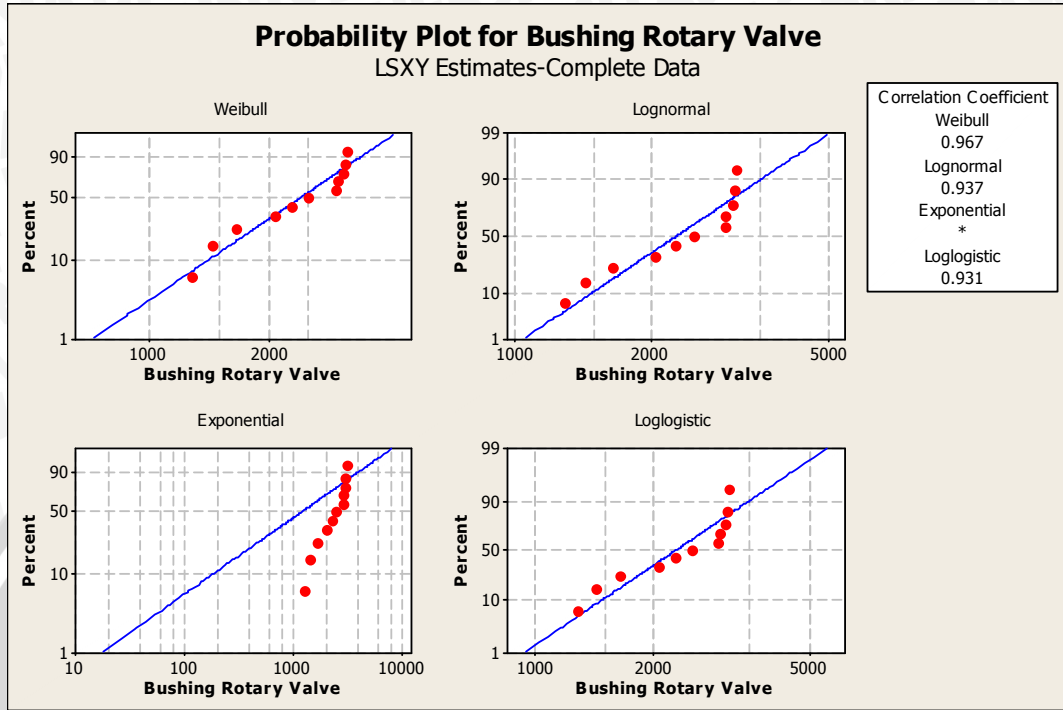 Probability Plot for Bushing Rotary Valve
LSXY Estimates-Complete Data
Weibull
Percent
90
50
10
1
1000 2000
Bushing Rotary Valve
Lognormal
Percent
99
90
50
10
1
1000 2000 5000
Bushing Rotary Valve
Correlation Coefficient
Weibull
0.967
Lognormal
0.937
Exponential
*
Loglogistic
0.931
Exponential
Percent
90
50
10
1
10 100 1000 10000
Bushing Rotary Valve
Loglogistic
Percent
99
90
50
10
1
1000 2000 5000
Bushing Rotary Valve